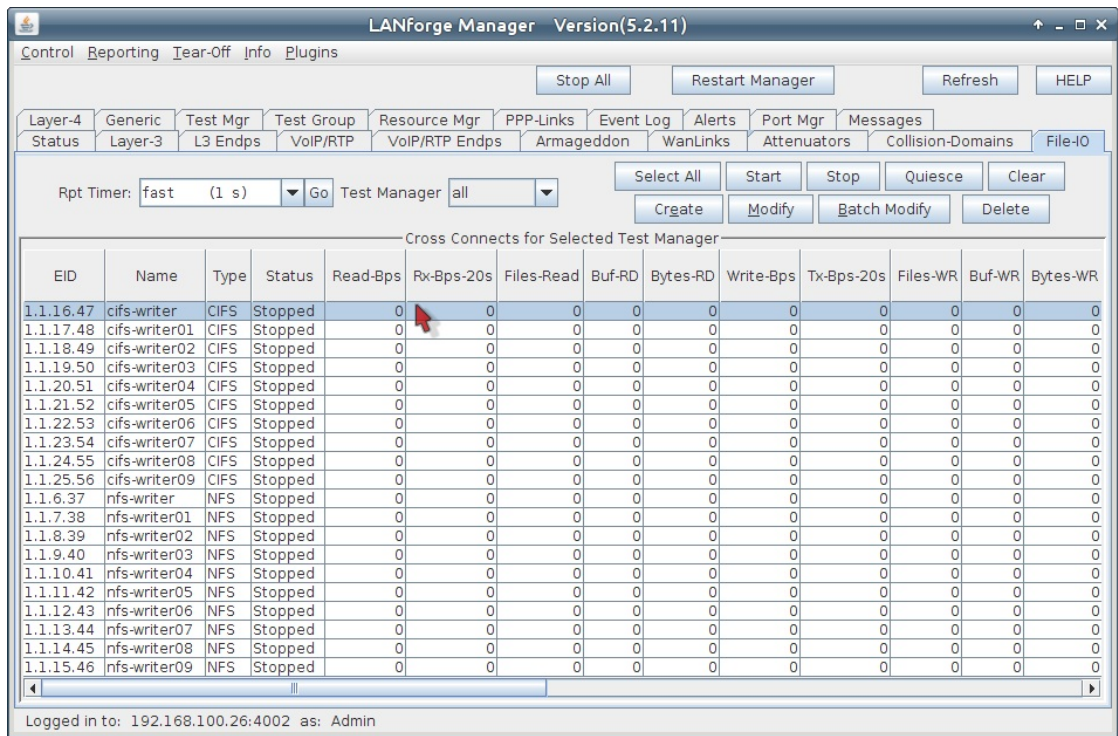 LANforge Manager Version(5.2.11)
Control Reporting Tear-Off Info Plugins
Stop All Restart Manager Refresh HELP
Layer-4 Generic Test Mgr Test Group Resource Mgr PPP-Links Event Log Alerts Port Mgr Messages
Status Layer-3 L3 Endps VoIP/RTP VoIP/RTP Endps Armageddon WanLinks Attenuators Collision-Domains File-IO
Select All Start Stop Quiesce Clear
Rpt Timer: fast (1 s) Go Test Manager all
Create Modify Batch Modify Delete
Cross Connects for Selected Test Manager
EID Name Type Status Read-Bps Rx-Bps-20s Files-Read Buf-RD Bytes-RD Write-Bps Tx-Bps-20s Files-WR Buf-WR Bytes-WR
1.1.16.47 cifs-writer CIFS Stopped 0 0 0 0 0 0 0 0 0 0
1.1.17.48 cifs-writer01 CIFS Stopped 0 0 0 0 0 0 0 0 0 0
1.1.18.49 cifs-writer02 CIFS Stopped 0 0 0 0 0 0 0 0 0 0
1.1.19.50 cifs-writer03 CIFS Stopped 0 0 0 0 0 0 0 0 0 0
1.1.20.51 cifs-writer04 CIFS Stopped 0 0 0 0 0 0 0 0 0 0
1.1.21.52 cifs-writer05 CIFS Stopped 0 0 0 0 0 0 0 0 0 0
1.1.22.53 cifs-writer06 CIFS Stopped 0 0 0 0 0 0 0 0 0 0
1.1.23.54 cifs-writer07 CIFS Stopped 0 0 0 0 0 0 0 0 0 0
1.1.24.55 cifs-writer08 CIFS Stopped 0 0 0 0 0 0 0 0 0 0
1.1.25.56 cifs-writer09 CIFS Stopped 0 0 0 0 0 0 0 0 0 0
1.1.6.37 nfs-writer NFS Stopped 0 0 0 0 0 0 0 0 0 0
1.1.7.38 nfs-writer01 NFS Stopped 0 0 0 0 0 0 0 0 0 0
1.1.8.39 nfs-writer02 NFS Stopped 0 0 0 0 0 0 0 0 0 0
1.1.9.40 nfs-writer03 NFS Stopped 0 0 0 0 0 0 0 0 0 0
1.1.10.41 nfs-writer04 NFS Stopped 0 0 0 0 0 0 0 0 0 0
1.1.11.42 nfs-writer05 NFS Stopped 0 0 0 0 0 0 0 0 0 0
1.1.12.43 nfs-writer06 NFS Stopped 0 0 0 0 0 0 0 0 0 0
1.1.13.44 nfs-writer07 NFS Stopped 0 0 0 0 0 0 0 0 0 0
1.1.14.45 nfs-writer08 NFS Stopped 0 0 0 0 0 0 0 0 0 0
1.1.15.46 nfs-writer09 NFS Stopped 0 0 0 0 0 0 0 0 0 0
Logged in to: 192.168.100.26:4002 as: Admin